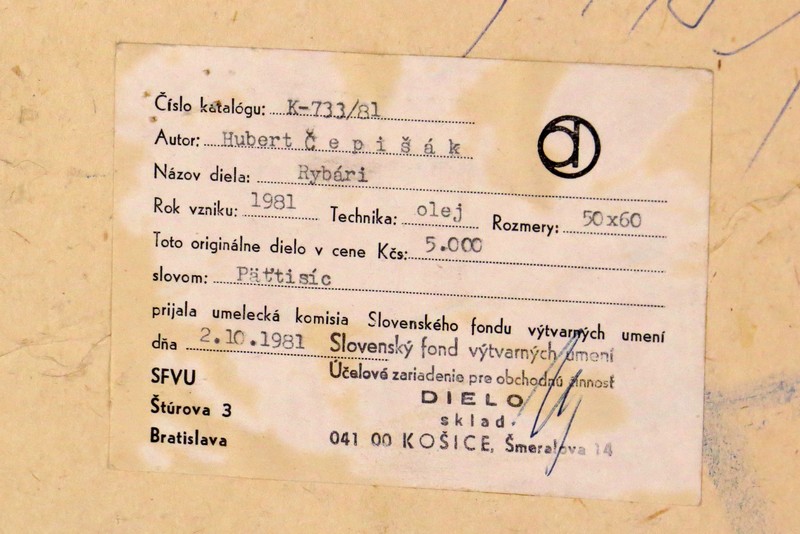 Číslo katalógu: K-733/81
Autor: Hubert Č e p i š á k
Názov diela: Rybári
Rok vzniku: 1981 Technika: olej Rozmery: 50x60
Toto originálne dielo v cene Kčs: 5.000
slovom: Päťtisíc
prijala umelecká komisia Slovenského fondu výtvarných umení
dňa 2.10.1981
Slovenský fond výtvarných umení
Účelové zariadenie pre obchodnú činnosť
DIELO
sklad.
041 00 KOŠICE, Šmeralova 14
SFVU
Štúrova 3
Bratislava